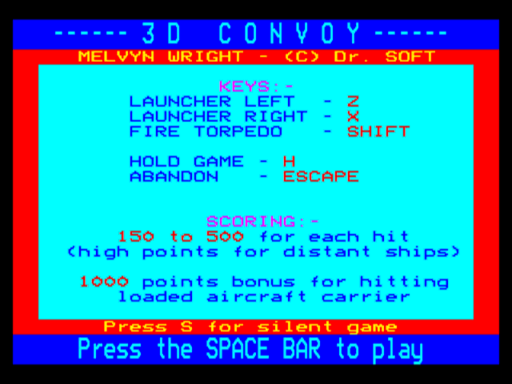 ------ 3D CONVOY ------
MELVYN WRIGHT - (C) Dr. SOFT
KEYS:-
LAUNCHER LEFT - Z
LAUNCHER RIGHT - X
FIRE TORPEDO - SHIFT
HOLD GAME - H
ABANDON - ESCAPE
SCORING:-
150 to 500 for each hit
(high points for distant ships)
1000 points bonus for hitting
loaded aircraft carrier
Press S for silent game
Press the SPACE BAR to play